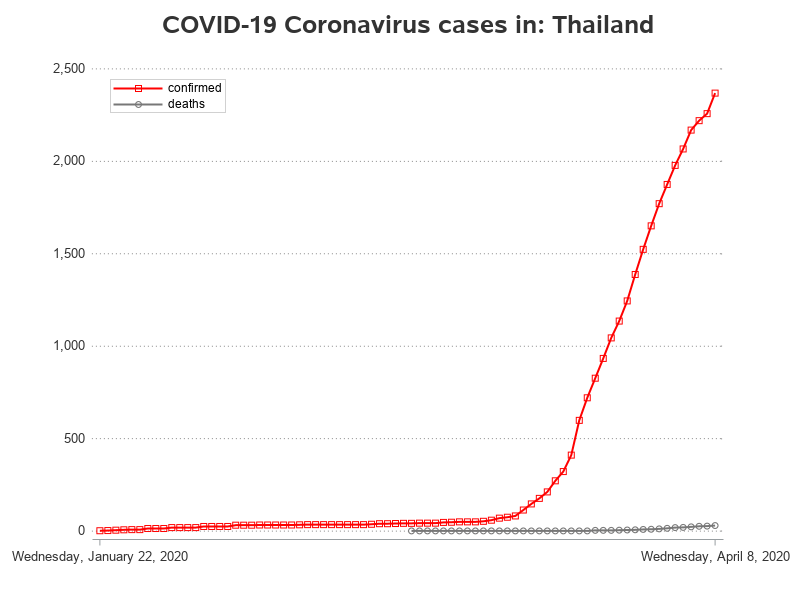 COVID-19 Coronavirus cases in: Thailand
2,500
confirmed
deaths
2,000
1,500
1,000
500
0
Wednesday, January 22, 2020
Wednesday, April 8, 2020